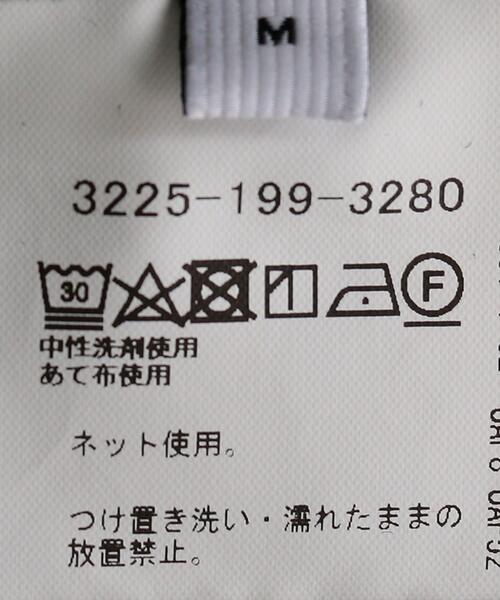 M
3225-199-3280
30
F
中性洗剤使用
あて布使用
ネット使用。
つけ置き洗い・濡れたままの
放置禁止。